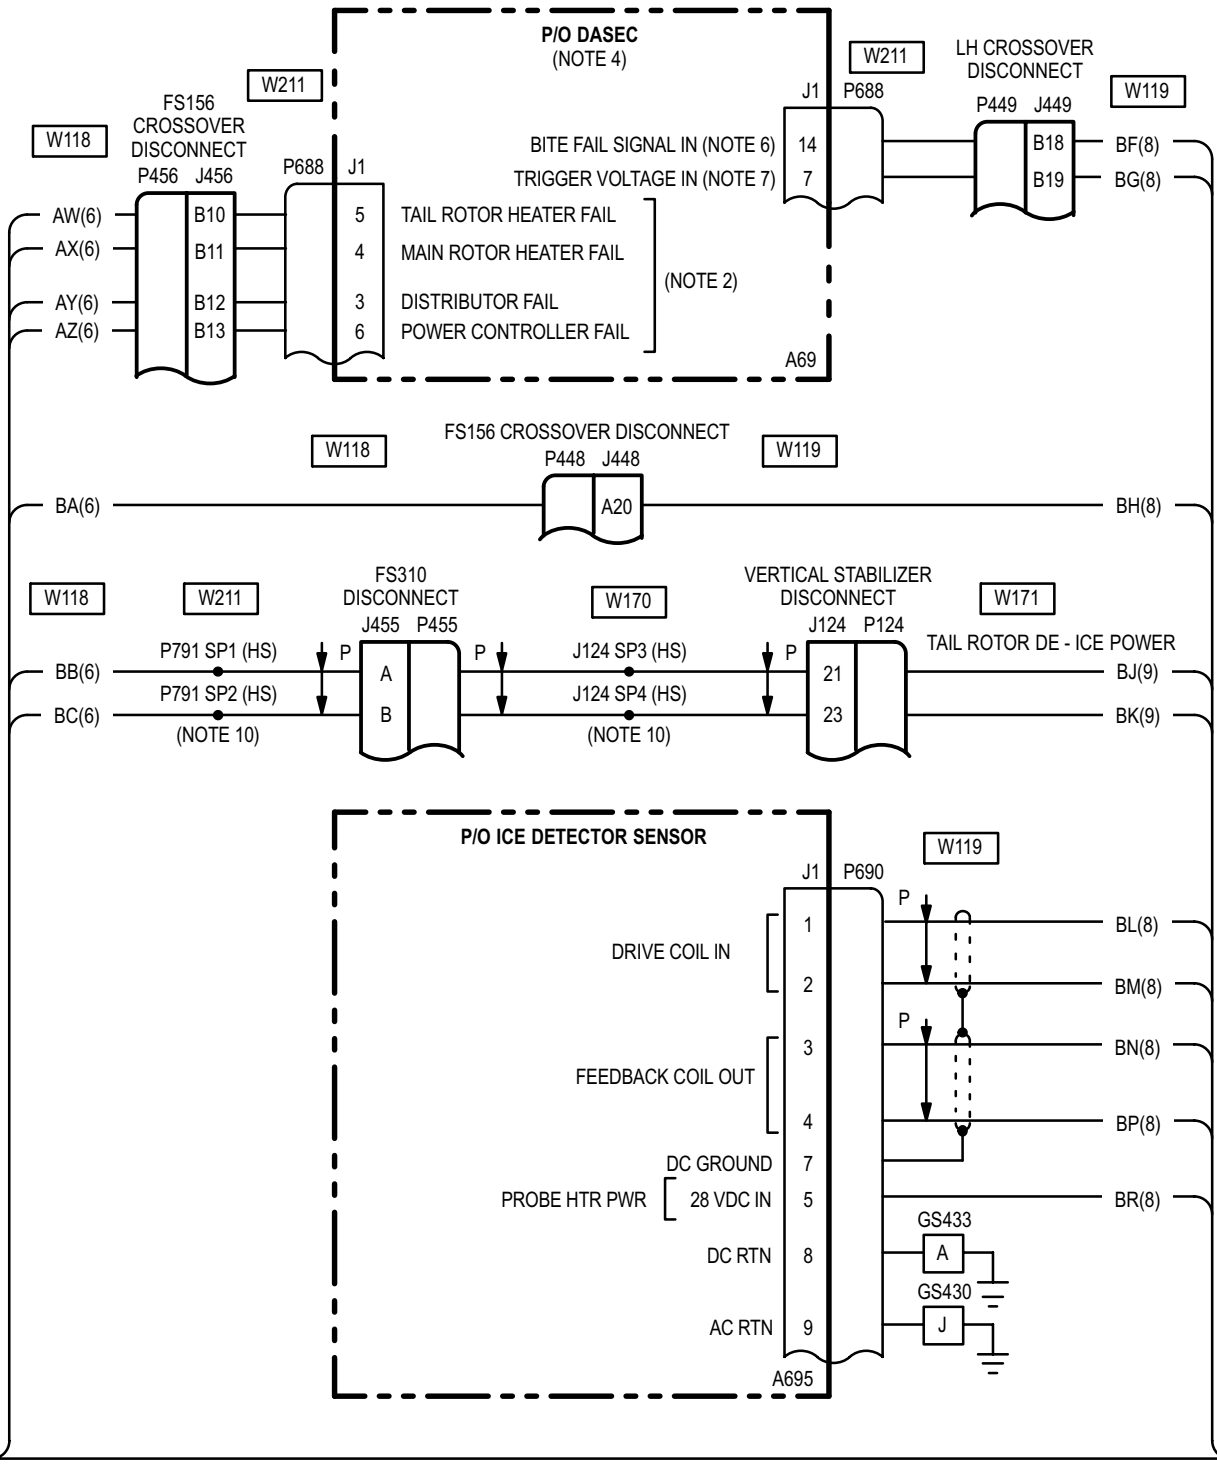 P/O DASEC
(NOTE 4)
W211
LH CROSSOVER
DISCONNECT
W119
W211
FS156
CROSSOVER
DISCONNECT
W118
J1 P688
P449 J449
P456 J456
P688 J1
BITE FAIL SIGNAL IN (NOTE 6) 14 B18 BF(8)
TRIGGER VOLTAGE IN (NOTE 7) 7 B19 BG(8)
AW(6) B10 5 TAIL ROTOR HEATER FAIL
AX(6) B11 4 MAIN ROTOR HEATER FAIL
(NOTE 2)
AY(6) B12 3 DISTRIBUTOR FAIL
AZ(6) B13 6 POWER CONTROLLER FAIL
A69
FS156 CROSSOVER DISCONNECT
W118 W119
P448 J448
BA(6) A20 BH(8)
W118 W211
FS310
DISCONNECT
W170
VERTICAL STABILIZER
DISCONNECT
W171
J455 P455
J124 P124
P791 SP1 (HS) P P J124 SP3 (HS) P TAIL ROTOR DE - ICE POWER
BB(6) A 21 BJ(9)
P791 SP2 (HS) J124 SP4 (HS)
BC(6) B 23 BK(9)
(NOTE 10) (NOTE 10)
P/O ICE DETECTOR SENSOR
W119
J1 P690
P
1 BL(8)
DRIVE COIL IN
2 BM(8)
P
3 BN(8)
FEEDBACK COIL OUT
4 BP(8)
DC GROUND 7
PROBE HTR PWR 28 VDC IN 5 BR(8)
GS433
DC RTN 8 A
GS430
AC RTN 9 J
A695